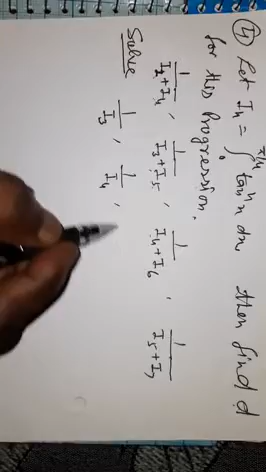 ④ Let Iₙ = ∫₀^(π/4) tanⁿ x dx then find d
for this Progression.
1/(I₂+I₄), 1/(I₃+I₅), 1/(I₄+I₆), 1/(I₅+I₇)
Solve 1/I₃, 1/I₄,